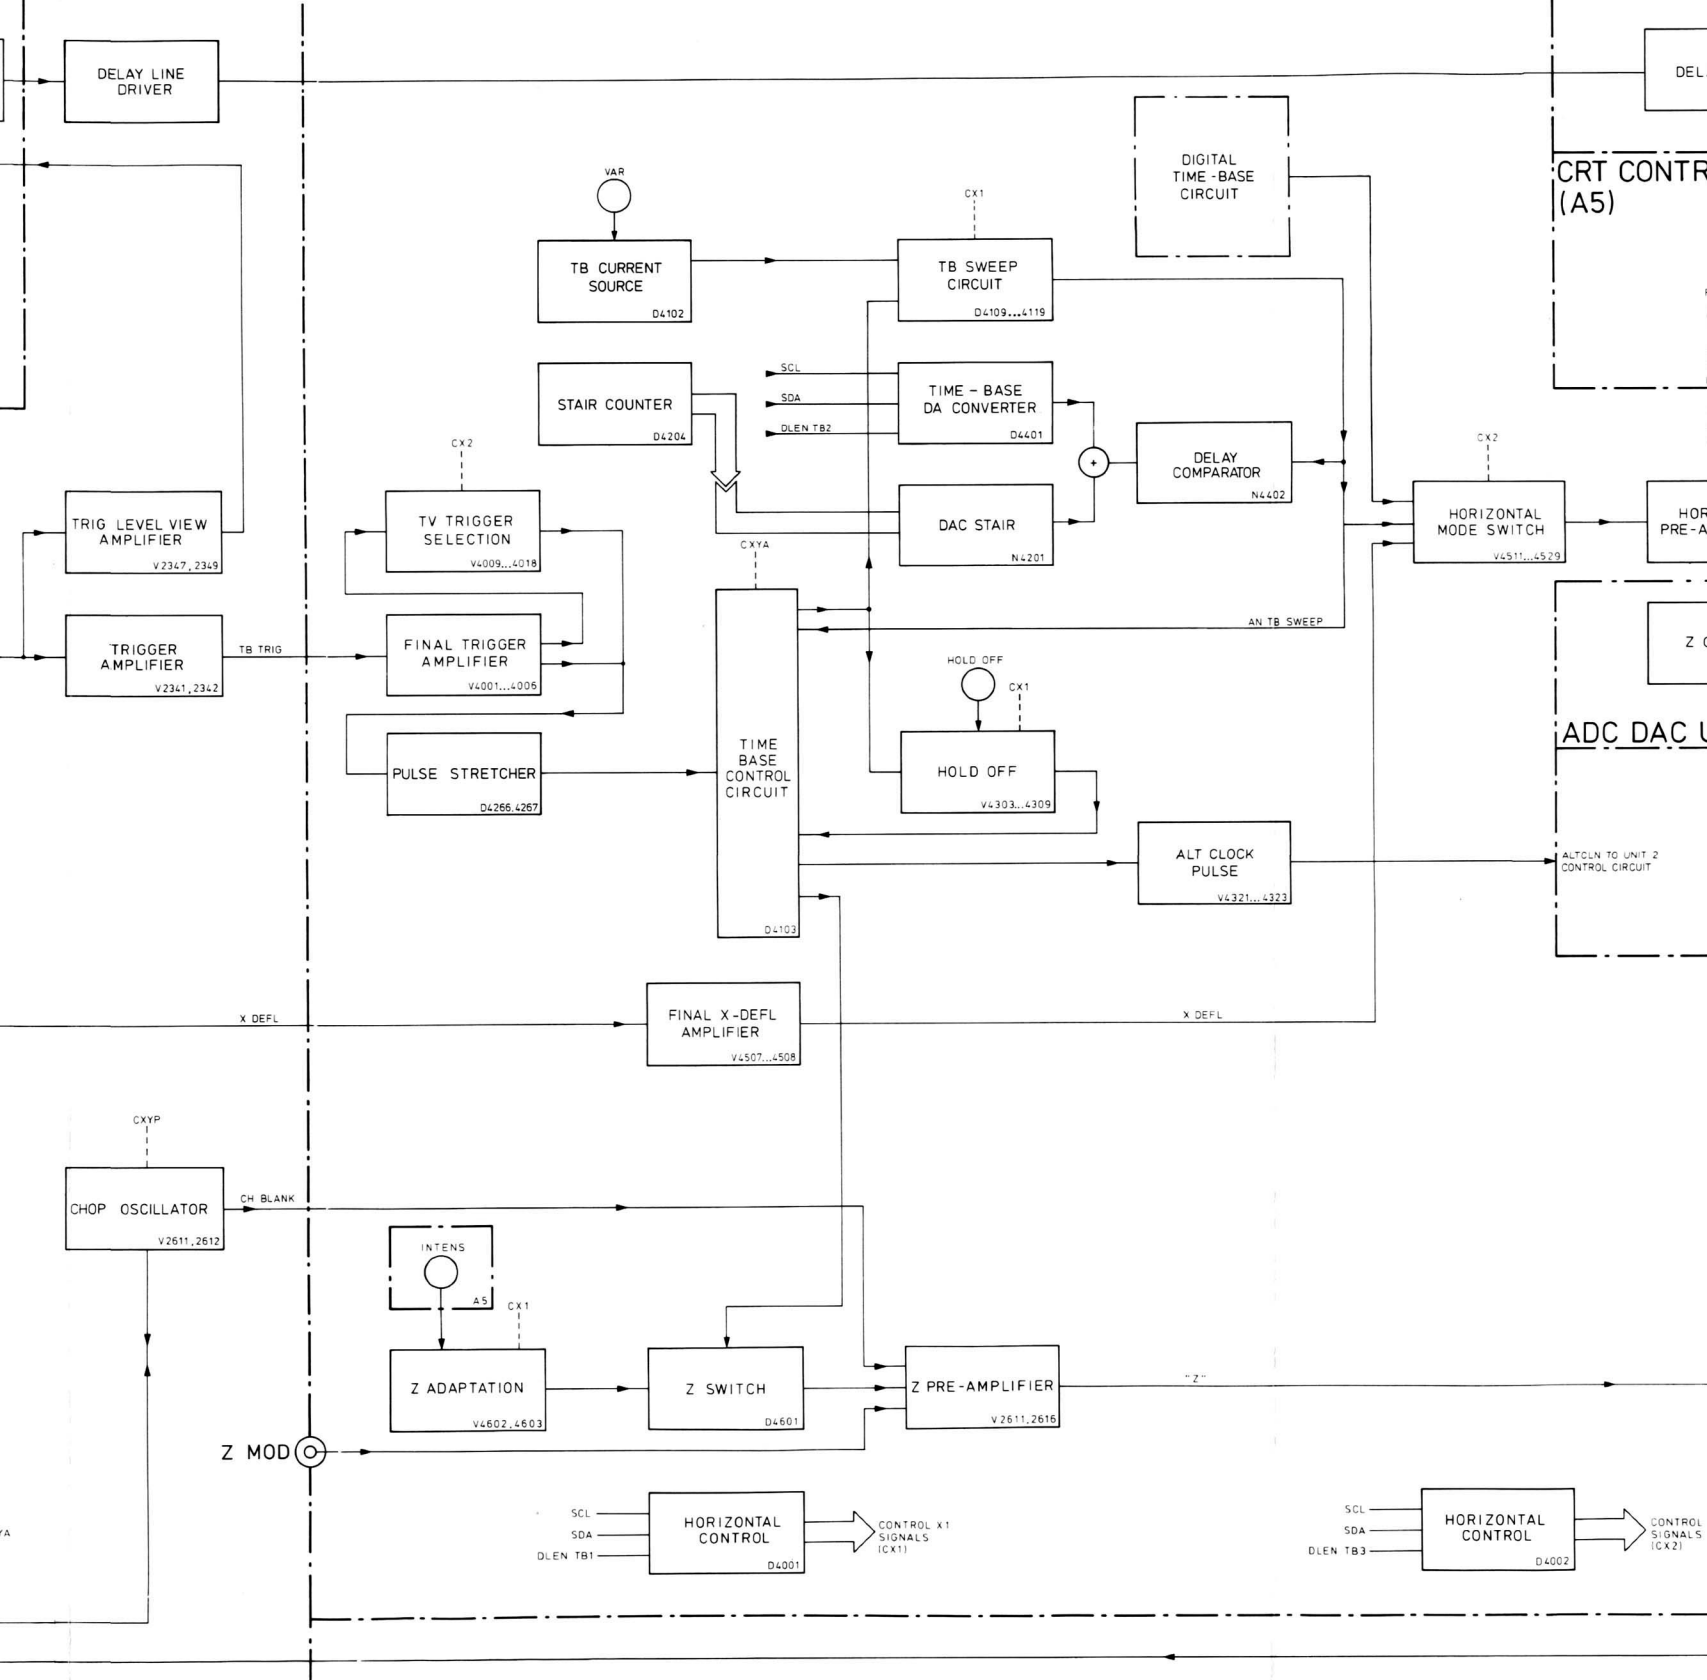 DELAY LINE
DRIVER
DEL
DIGITAL
TIME-BASE
CIRCUIT
CRT CONTR
(A5)
VAR
CX1
TB CURRENT
SOURCE
D4102
TB SWEEP
CIRCUIT
D4109...4119
STAIR COUNTER
D4204
SCL
SDA
DLEN TB2
TIME - BASE
DA CONVERTER
D4401
+
DELAY
COMPARATOR
N4402
CX2
CX2
TRIG LEVEL VIEW
AMPLIFIER
V2347,2349
TV TRIGGER
SELECTION
V4009...4018
DAC STAIR
N4201
HORIZONTAL
MODE SWITCH
V4511...4529
HOR
PRE-A
CXYA
TRIGGER
AMPLIFIER
V2341,2342
TB TRIG
FINAL TRIGGER
AMPLIFIER
V4001...4006
AN TB SWEEP
Z
HOLD OFF
CX1
PULSE STRETCHER
D4266,4267
TIME
BASE
CONTROL
CIRCUIT
D4103
HOLD OFF
V4303...4309
ADC DAC U
ALT CLOCK
PULSE
V4321...4323
ALTCLN TO UNIT 2
CONTROL CIRCUIT
X DEFL
FINAL X-DEFL
AMPLIFIER
V4507...4508
X DEFL
CXYP
CHOP OSCILLATOR
V2611,2612
CH BLANK
INTENS
A5
CX1
Z ADAPTATION
V4602,4603
Z SWITCH
D4601
Z PRE-AMPLIFIER
V2611,2616
"Z"
Z MOD
YA
SCL
SDA
DLEN TB1
HORIZONTAL
CONTROL
D4001
CONTROL X1
SIGNALS
(CX1)
SCL
SDA
DLEN TB3
HORIZONTAL
CONTROL
D4002
CONTROL
SIGNALS
(CX2)